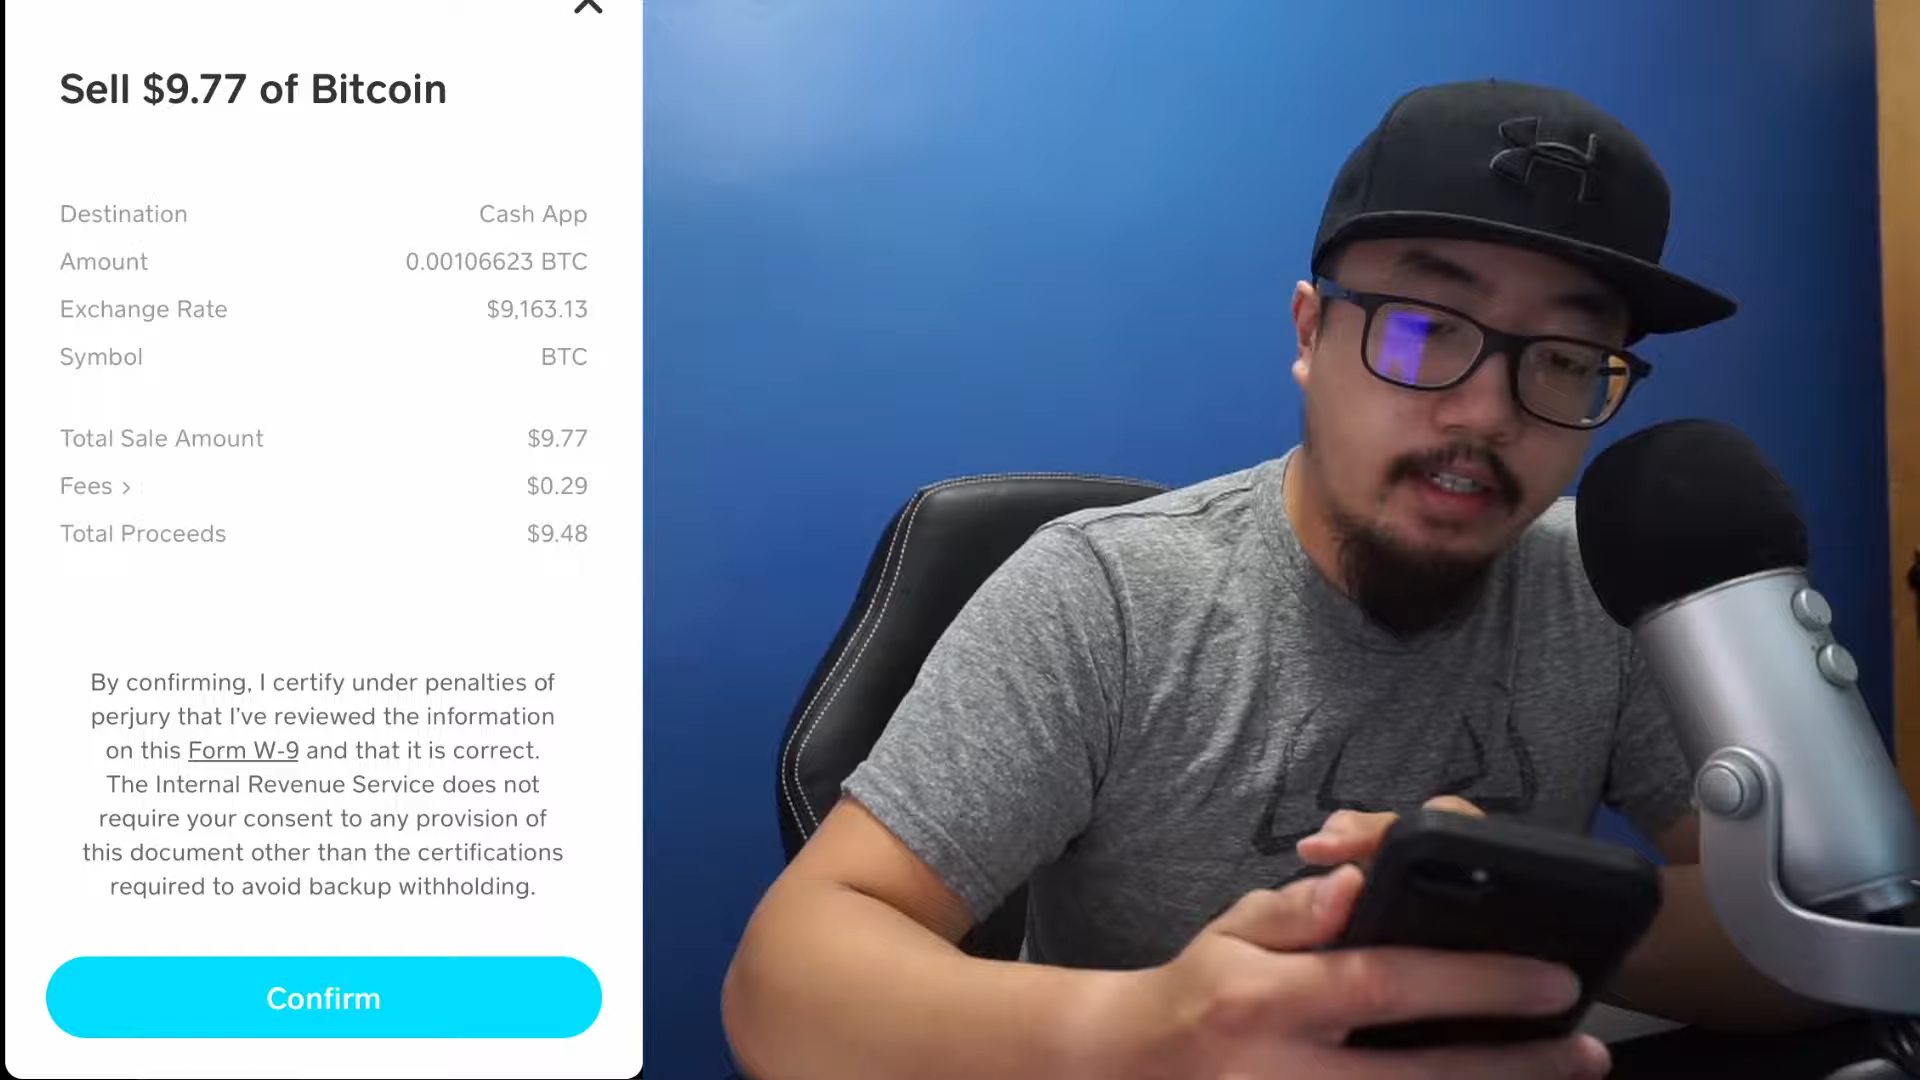 Sell $9.77 of Bitcoin
Destination Cash App
Amount 0.00106623 BTC
Exchange Rate $9,163.13
Symbol BTC
Total Sale Amount $9.77
Fees > $0.29
Total Proceeds $9.48
By confirming, I certify under penalties of
perjury that I’ve reviewed the information
on this Form W-9 and that it is correct.
The Internal Revenue Service does not
require your consent to any provision of
this document other than the certifications
required to avoid backup withholding.
Confirm